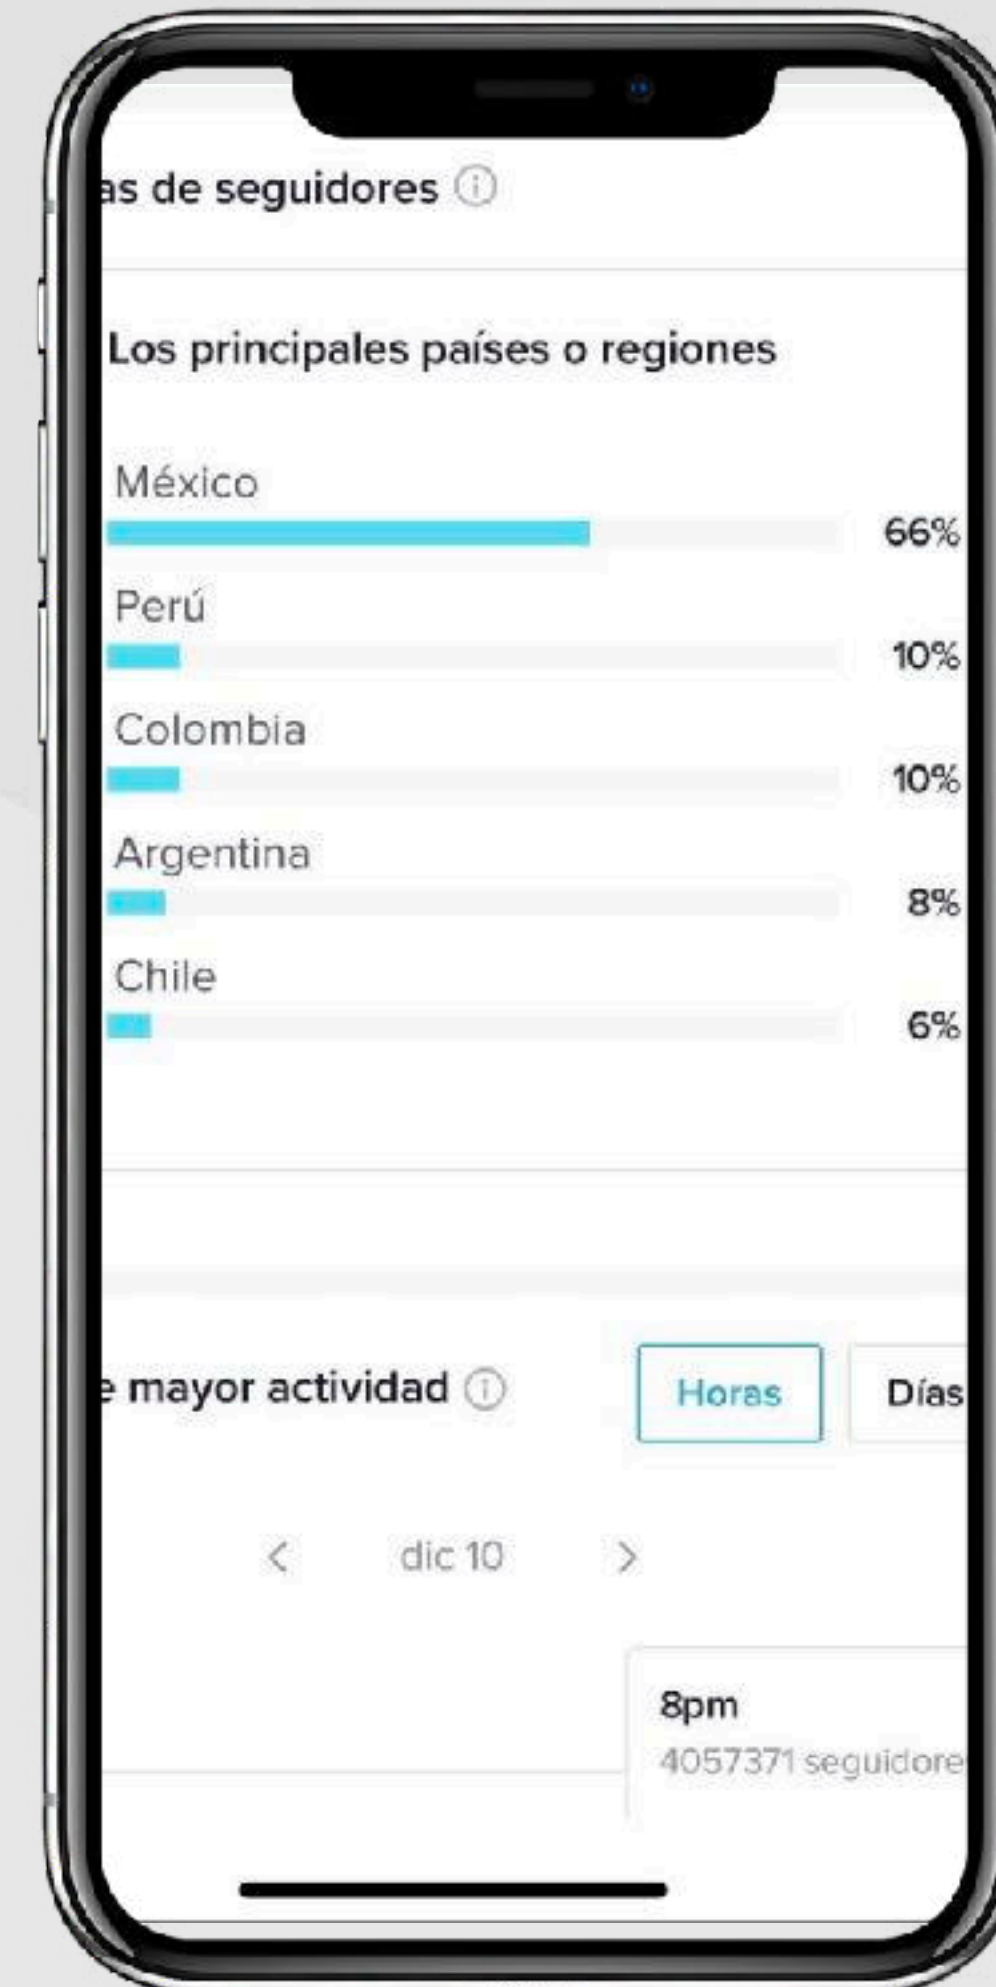 as de seguidores
Los principales países o regiones
México
66%
Perú
10%
Colombia
10%
Argentina
8%
Chile
6%
e mayor actividad
Horas
Días
< dic 10 >
8pm
4057371 seguidore